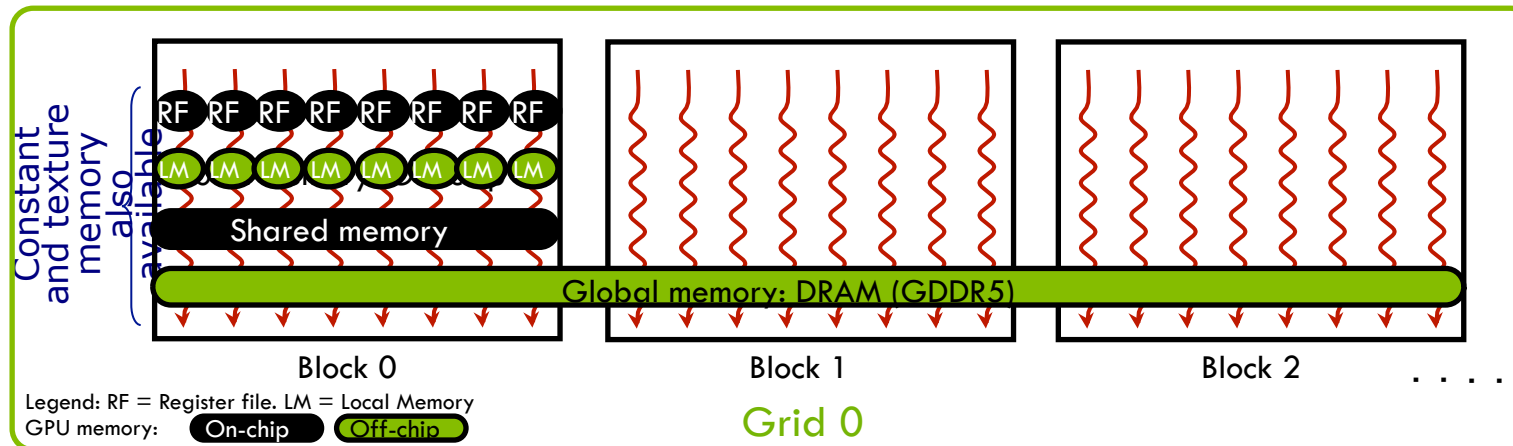 Constant
and texture
memory
also
available
RF RF RF RF RF RF RF RF
LM LM LM LM LM LM LM LM
Shared memory
Global memory: DRAM (GDDR5)
Block 0
Block 1
Block 2
. . . .
Legend: RF = Register file. LM = Local Memory
GPU memory: On-chip Off-chip
Grid 0